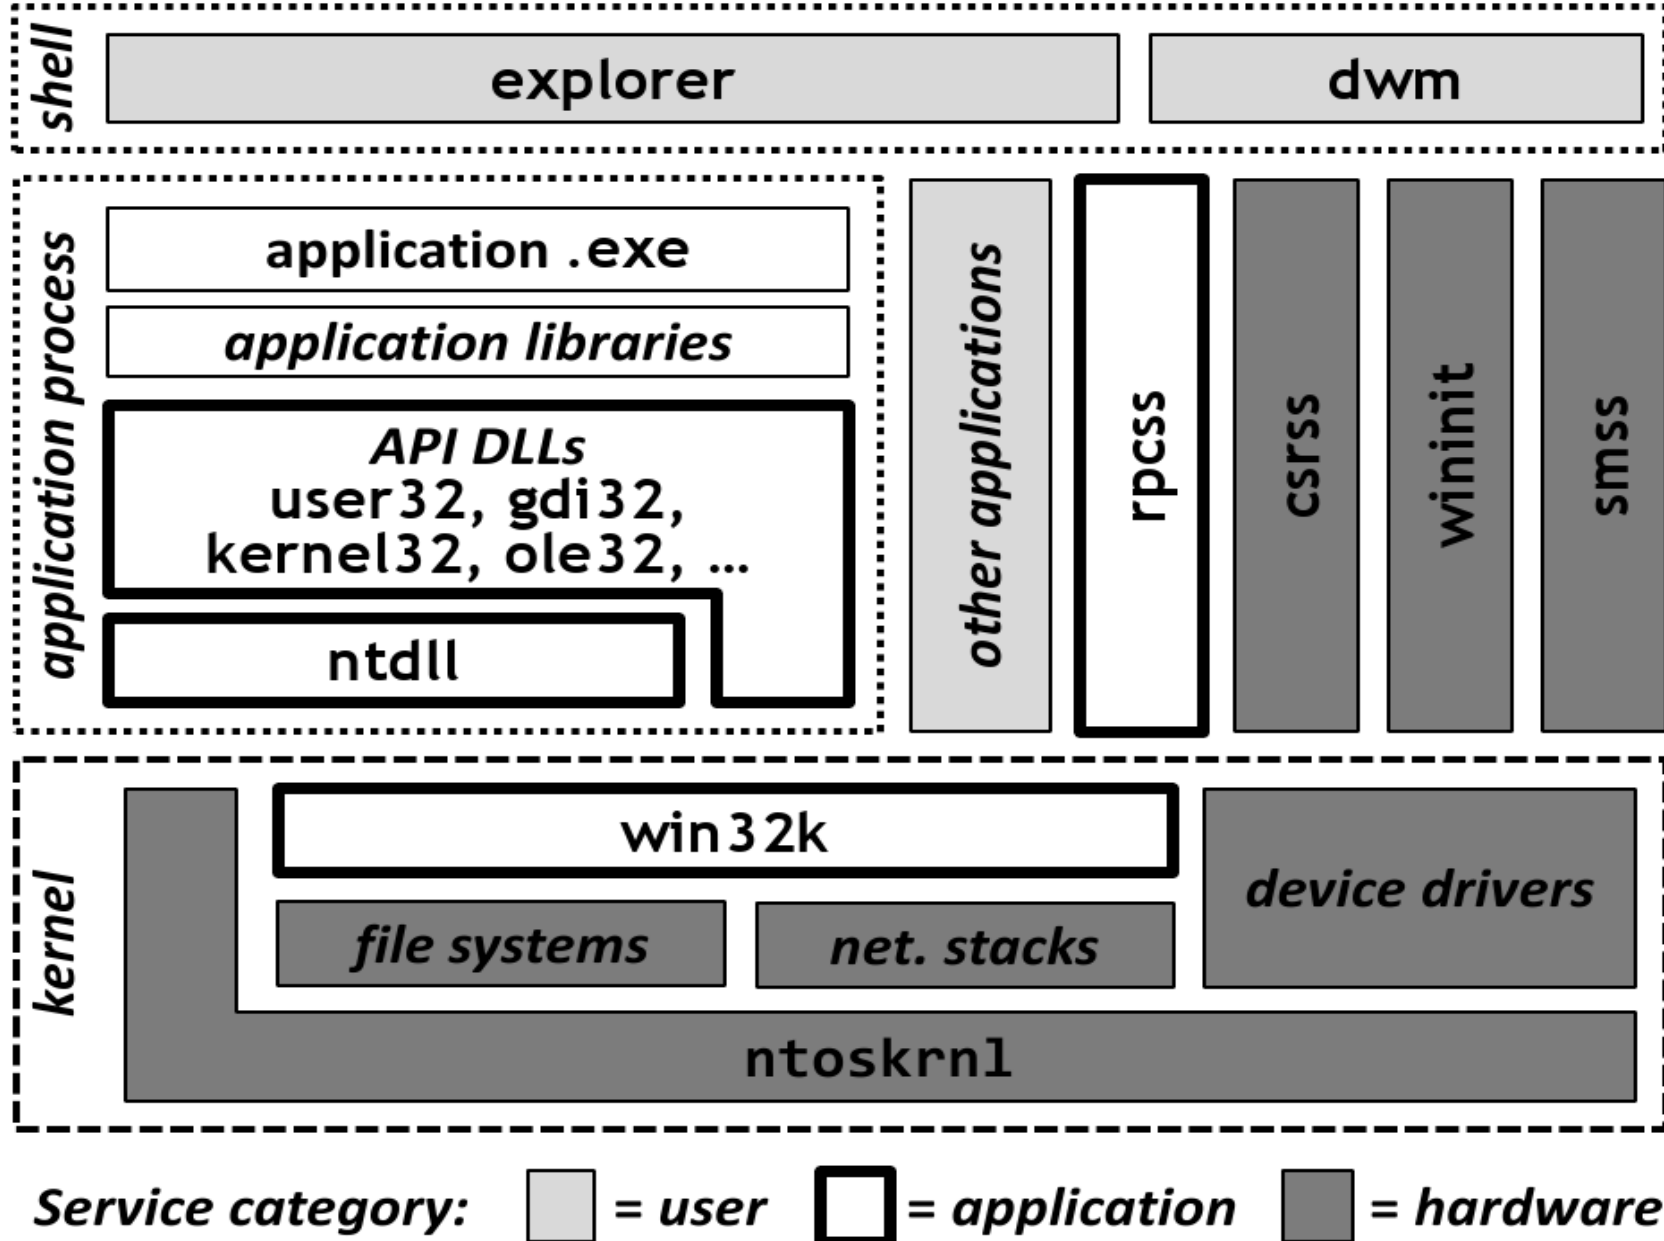 shell
explorer
dwm
application process
application .exe
application libraries
API DLLs
user32, gdi32,
kernel32, ole32, ...
ntdll
other applications
rpcss
csrss
wininit
smss
kernel
win32k
file systems
net. stacks
device drivers
ntoskrnl
Service category: = user = application = hardware